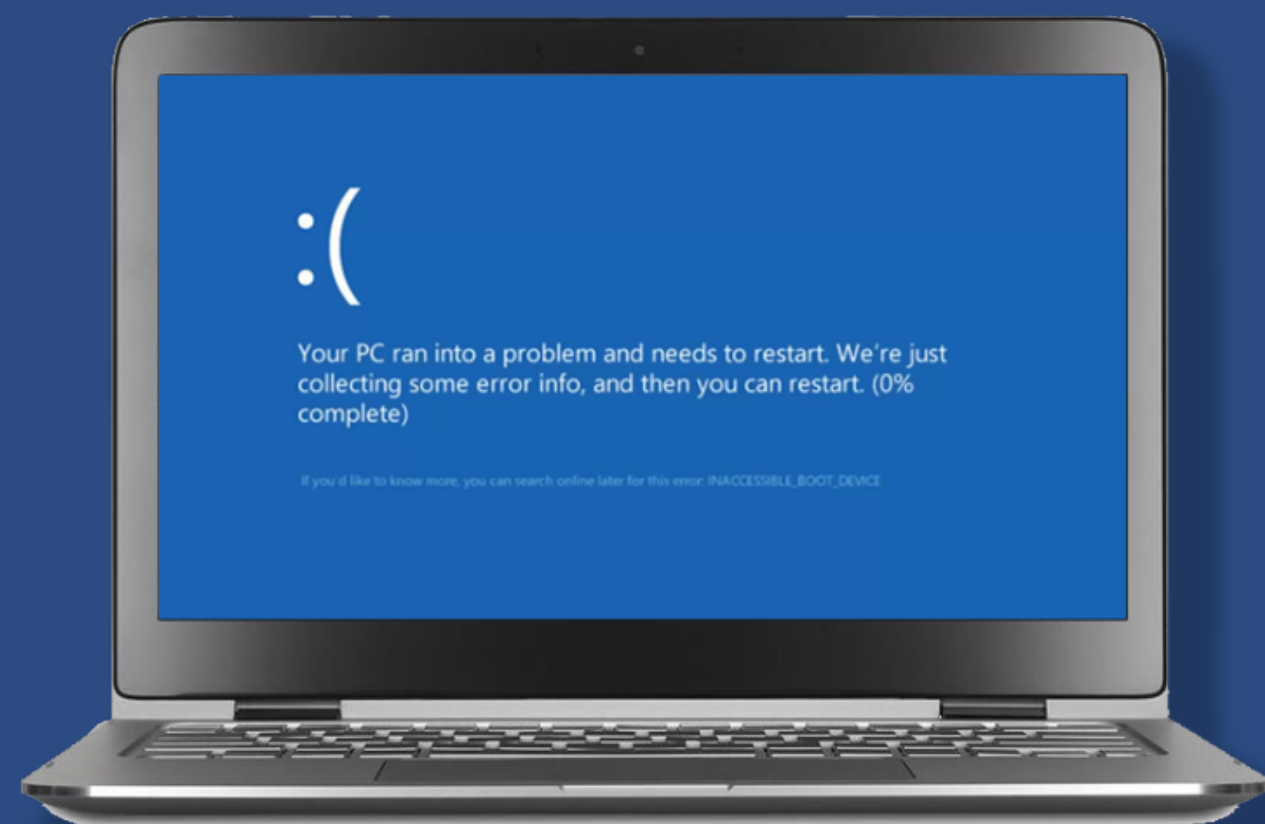 :(
Your PC ran into a problem and needs to restart. We're just
collecting some error info, and then you can restart. (0%
complete)
If you'd like to know more, you can search online later for this error: INACCESSIBLE_BOOT_DEVICE